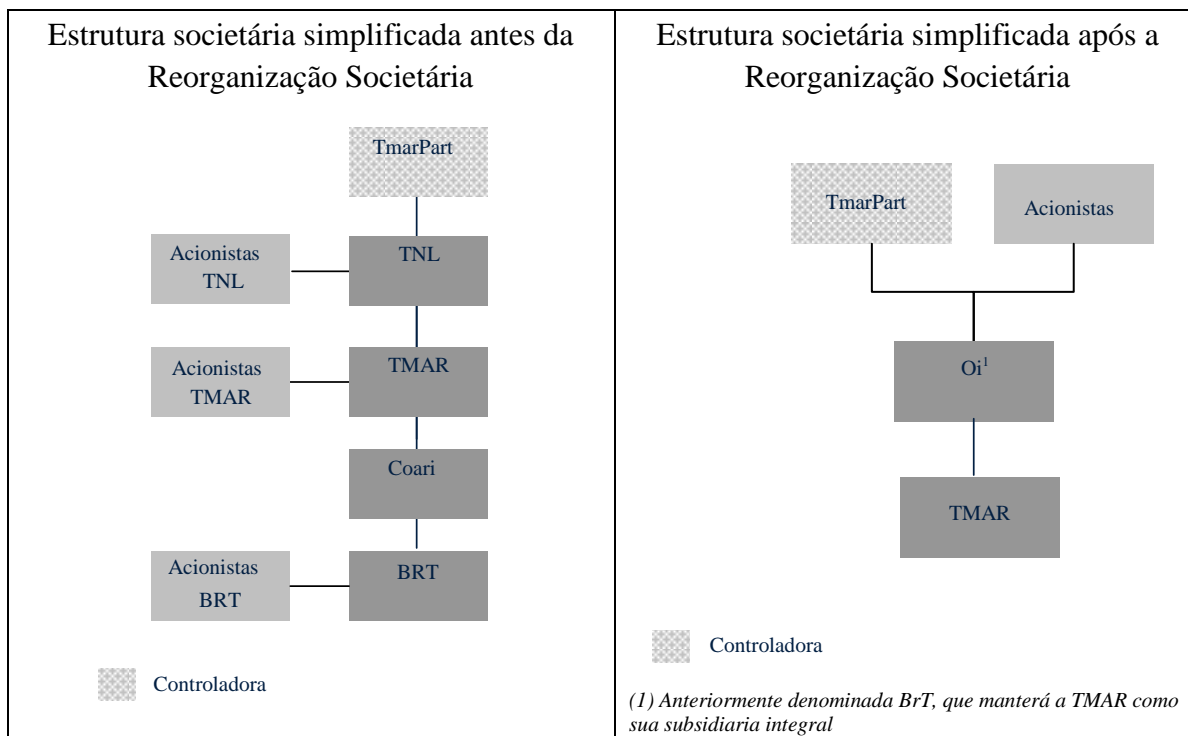 Estrutura societária simplificada antes da
Reorganização Societária
TmarPart
Acionistas
TNL
TNL
Acionistas
TMAR
TMAR
Coari
Acionistas
BRT
BRT
Controladora
Estrutura societária simplificada após a
Reorganização Societária
TmarPart
Acionistas
Oi¹
TMAR
Controladora
(1) Anteriormente denominada BrT, que manterá a TMAR como
sua subsidiaria integral